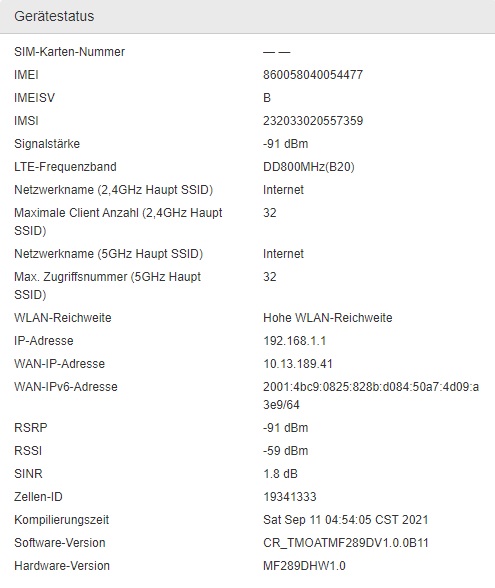 Gerätestatus
SIM-Karten-Nummer — —
IMEI 860058040054477
IMEISV B
IMSI 232033020557359
Signalstärke -91 dBm
LTE-Frequenzband DD800MHz(B20)
Netzwerkname (2,4GHz Haupt SSID) Internet
Maximale Client Anzahl (2,4GHz Haupt 32
SSID)
Netzwerkname (5GHz Haupt SSID) Internet
Max. Zugriffsnummer (5GHz Haupt 32
SSID)
WLAN-Reichweite Hohe WLAN-Reichweite
IP-Adresse 192.168.1.1
WAN-IP-Adresse 10.13.189.41
WAN-IPv6-Adresse 2001:4bc9:0825:828b:d084:50a7:4d09:a
3e9/64
RSRP -91 dBm
RSSI -59 dBm
SINR 1.8 dB
Zellen-ID 19341333
Kompilierungszeit Sat Sep 11 04:54:05 CST 2021
Software-Version CR_TMOATMF289DV1.0.0B11
Hardware-Version MF289DHW1.0